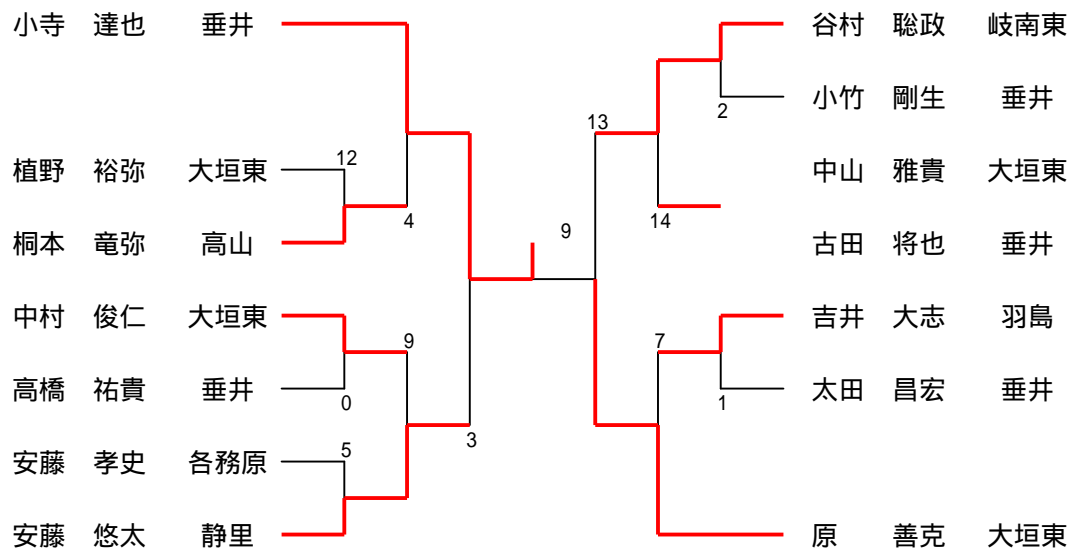 小寺 達也 垂井
植野 裕弥 大垣東
桐本 竜弥 高山
中村 俊仁 大垣東
高橋 祐貴 垂井
安藤 孝史 各務原
安藤 悠太 静里
12
4
9
0
5
3
9
13
2
14
7
1
谷村 聡政 岐南東
小竹 剛生 垂井
中山 雅貴 大垣東
古田 将也 垂井
吉井 大志 羽島
太田 昌宏 垂井
原 善克 大垣東